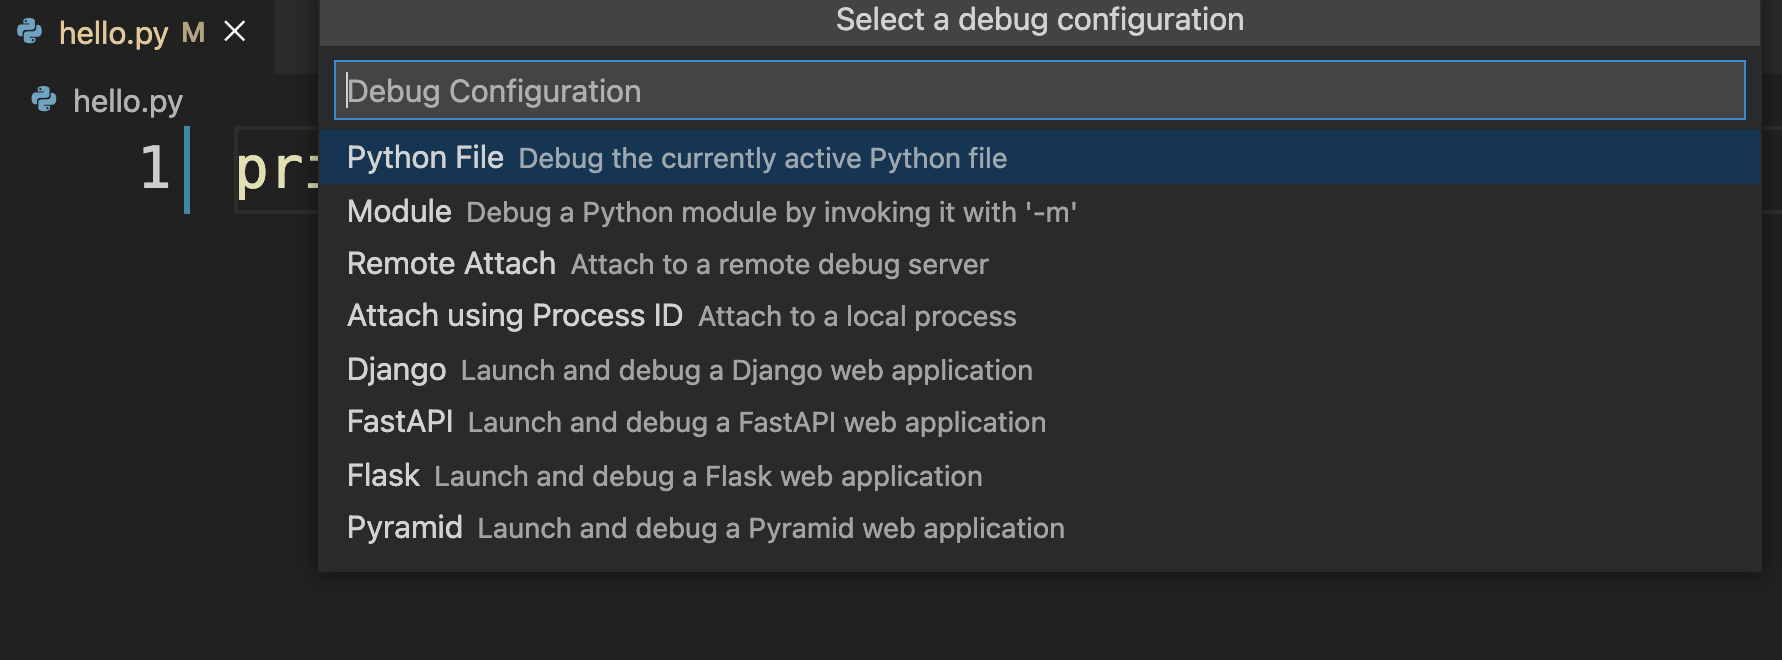 hello.py M
Select a debug configuration
Debug Configuration
hello.py
1 pri
Python File Debug the currently active Python file
Module Debug a Python module by invoking it with '-m'
Remote Attach Attach to a remote debug server
Attach using Process ID Attach to a local process
Django Launch and debug a Django web application
FastAPI Launch and debug a FastAPI web application
Flask Launch and debug a Flask web application
Pyramid Launch and debug a Pyramid web application